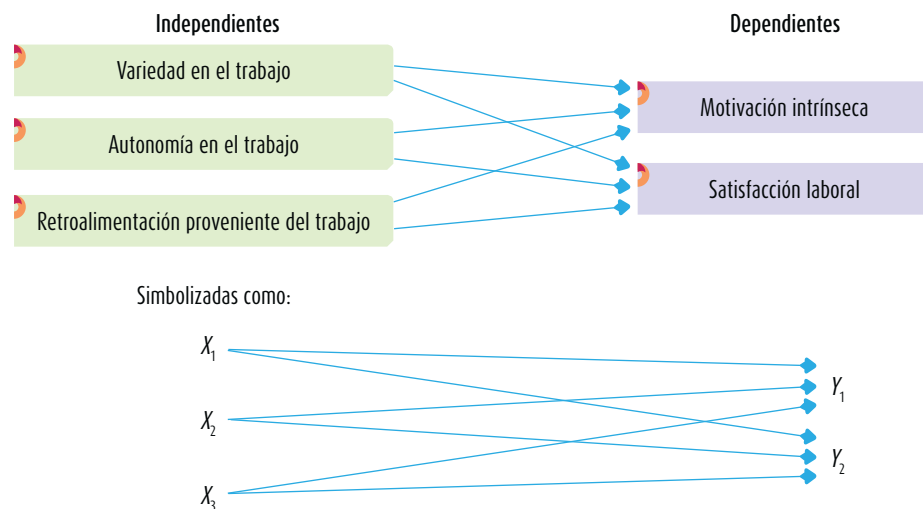 Independientes
Dependientes
Variedad en el trabajo
Motivación intrínseca
Autonomía en el trabajo
Satisfacción laboral
Retroalimentación proveniente del trabajo
Simbolizadas como:
X₁
Y₁
X₂
Y₂
X₃